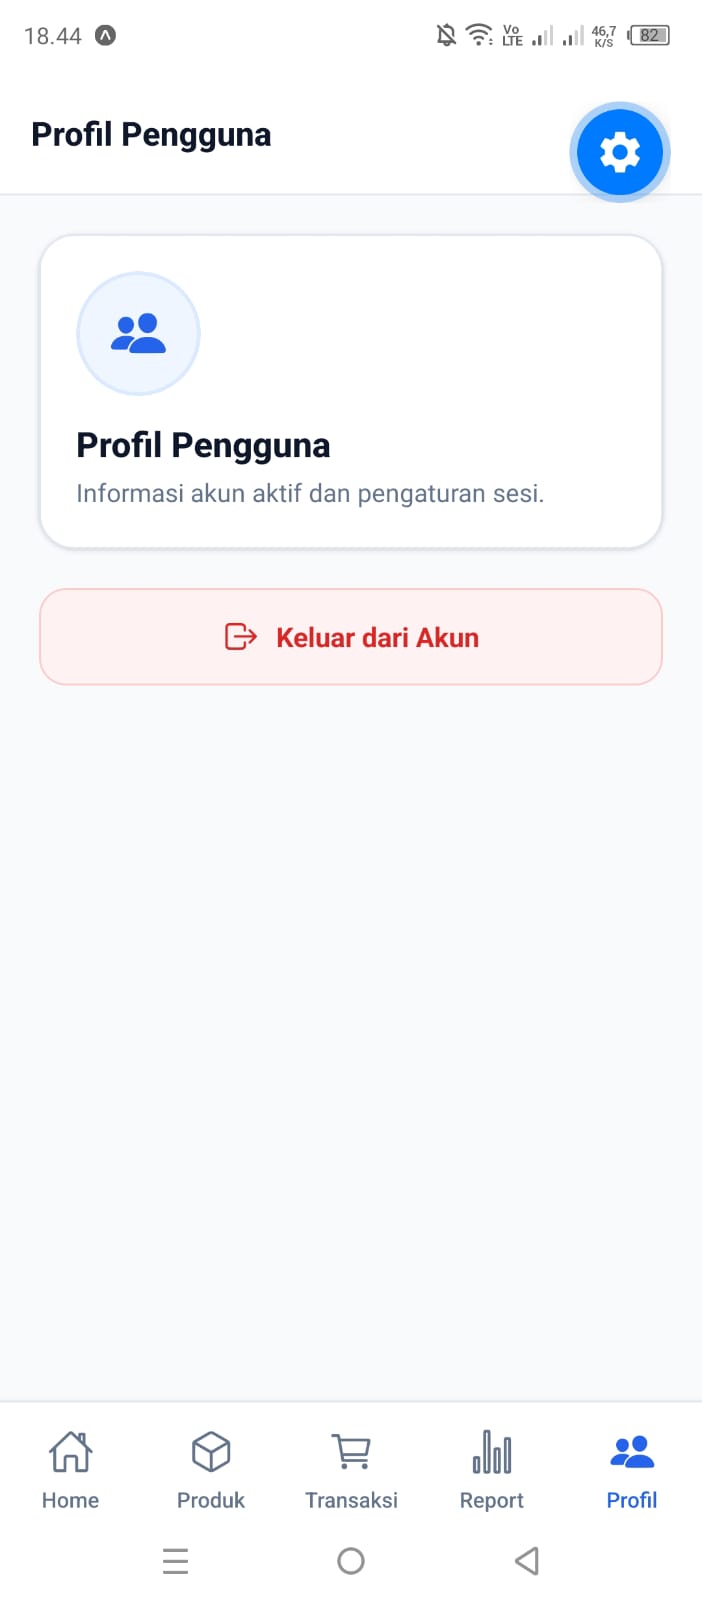 18.44
Vo LTE 46,7 K/S 82
Profil Pengguna
Profil Pengguna
Informasi akun aktif dan pengaturan sesi.
Keluar dari Akun
Home Produk Transaksi Report Profil